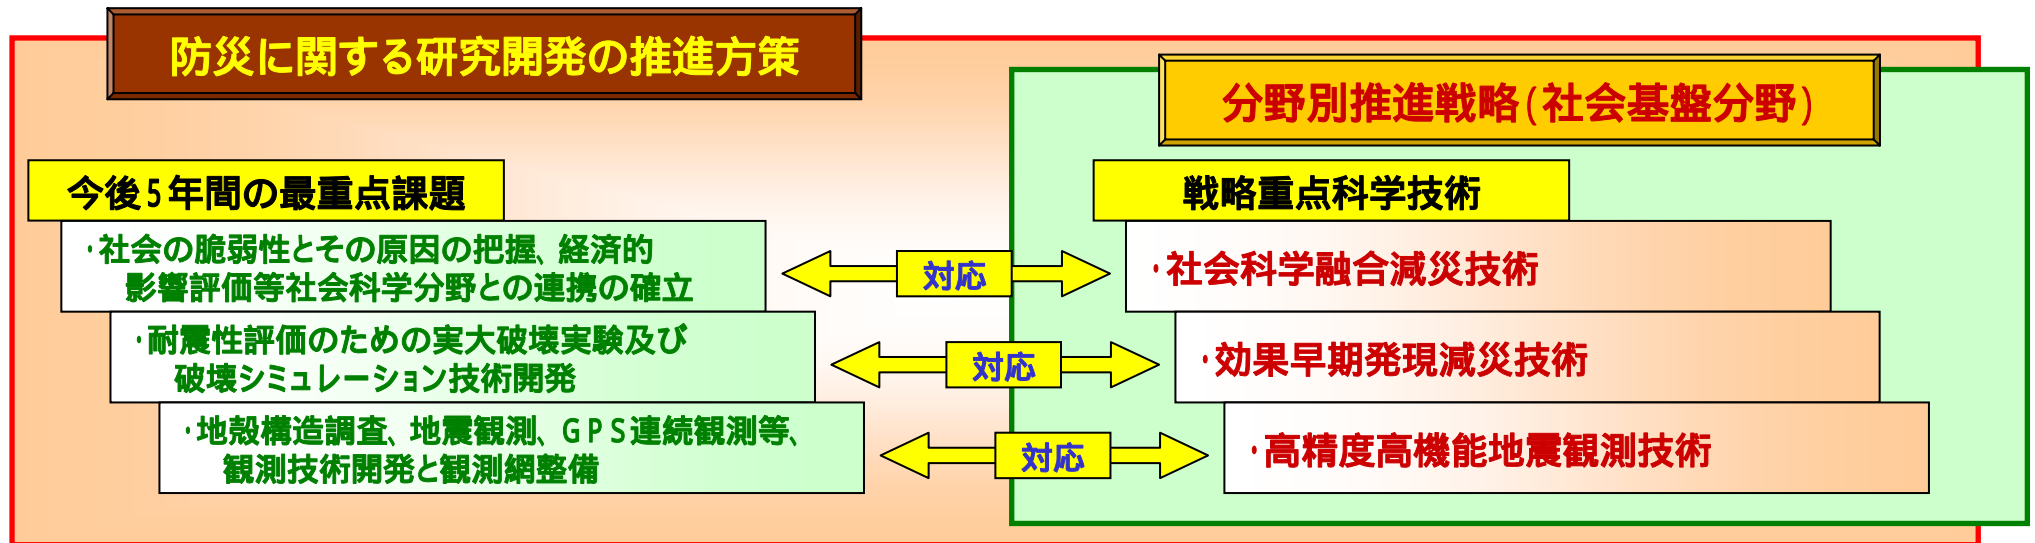 防災に関する研究開発の推進方策
分野別推進戦略(社会基盤分野)
今後5年間の最重点課題
・社会の脆弱性とその原因の把握、経済的
影響評価等社会科学分野との連携の確立
・耐震性評価のための実大破壊実験及び
破壊シミュレーション技術開発
・地殻構造調査、地震観測、GPS連続観測等、
観測技術開発と観測網整備
対応
対応
対応
戦略重点科学技術
・社会科学融合減災技術
・効果早期発現減災技術
・高精度高機能地震観測技術